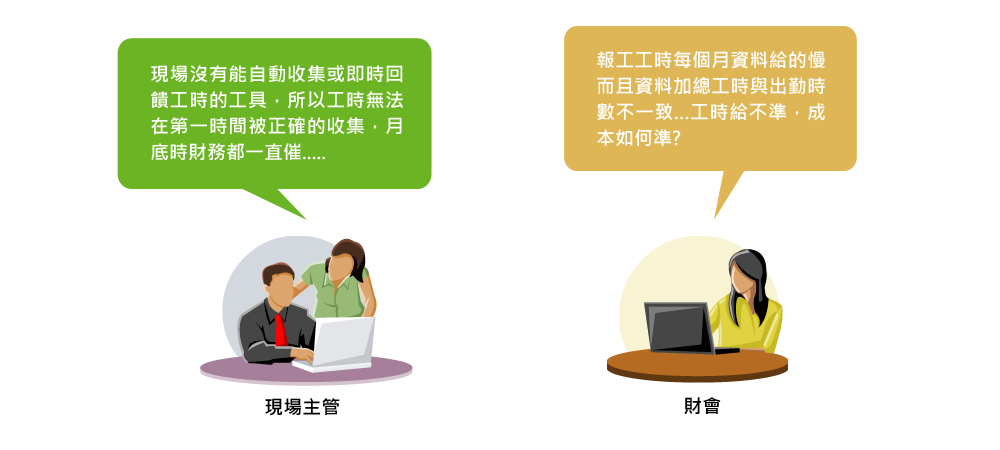 現場沒有能自動收集或即時回
饋工時的工具，所以工時無法
在第一時間被正確的收集，月
底時財務都一直催.....
現場主管
報工工時每個月資料給的慢
而且資料加總工時與出勤時
數不一致...工時給不準，成
本如何準?
財會